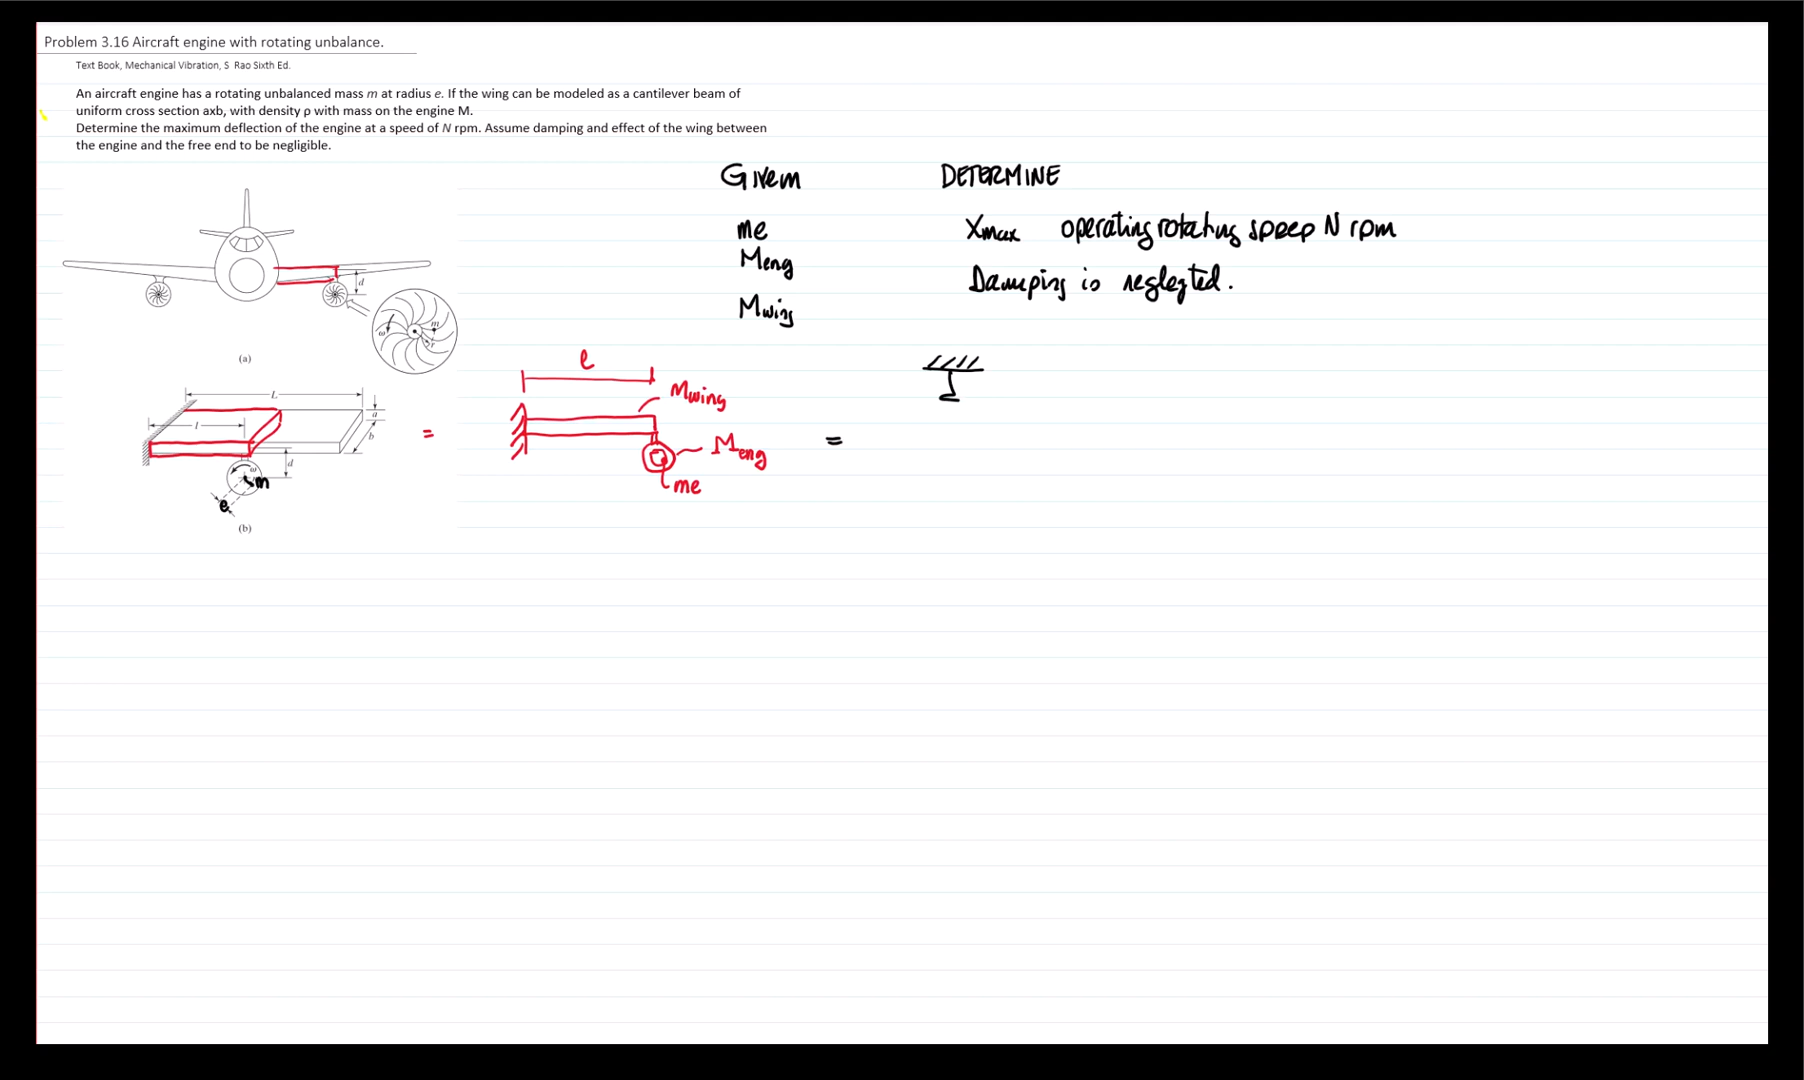 Problem 3.16 Aircraft engine with rotating unbalance.
Text Book, Mechanical Vibration, S Rao Sixth Ed.
An aircraft engine has a rotating unbalanced mass m at radius e. If the wing can be modeled as a cantilever beam of
uniform cross section axb, with density ρ with mass on the engine M.
Determine the maximum deflection of the engine at a speed of N rpm. Assume damping and effect of the wing between
the engine and the free end to be negligible.
Given
DETERMINE
me
Xmax operating rotating speep N rpm
Meng
Damping is neglegted.
Mwing
d
m
ω
r
(a)
L
a
b
l
d
ω
m
e
(b)
=
l
Mwing
Meng
me
=